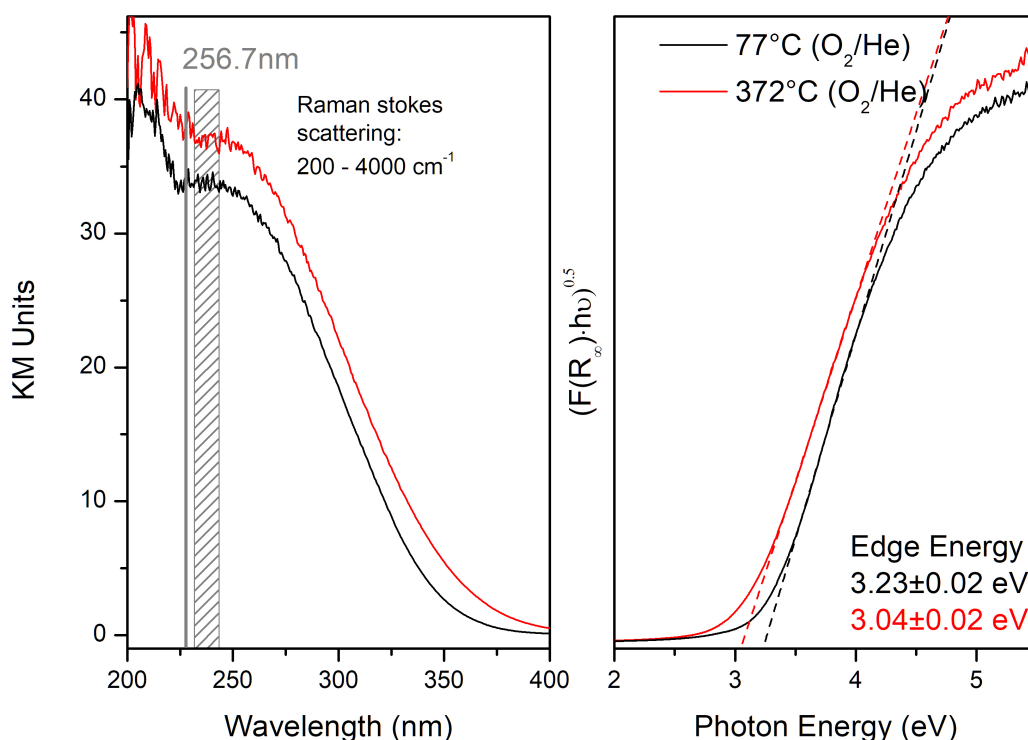 256.7nm
Raman stokes
scattering:
200 - 4000 cm⁻¹
KM Units
40
30
20
10
0
200 250 300 350 400
Wavelength (nm)
77°C (O₂/He)
372°C (O₂/He)
(F(R∞)·hυ)⁰·⁵
Edge Energy
3.23±0.02 eV
3.04±0.02 eV
2 3 4 5
Photon Energy (eV)